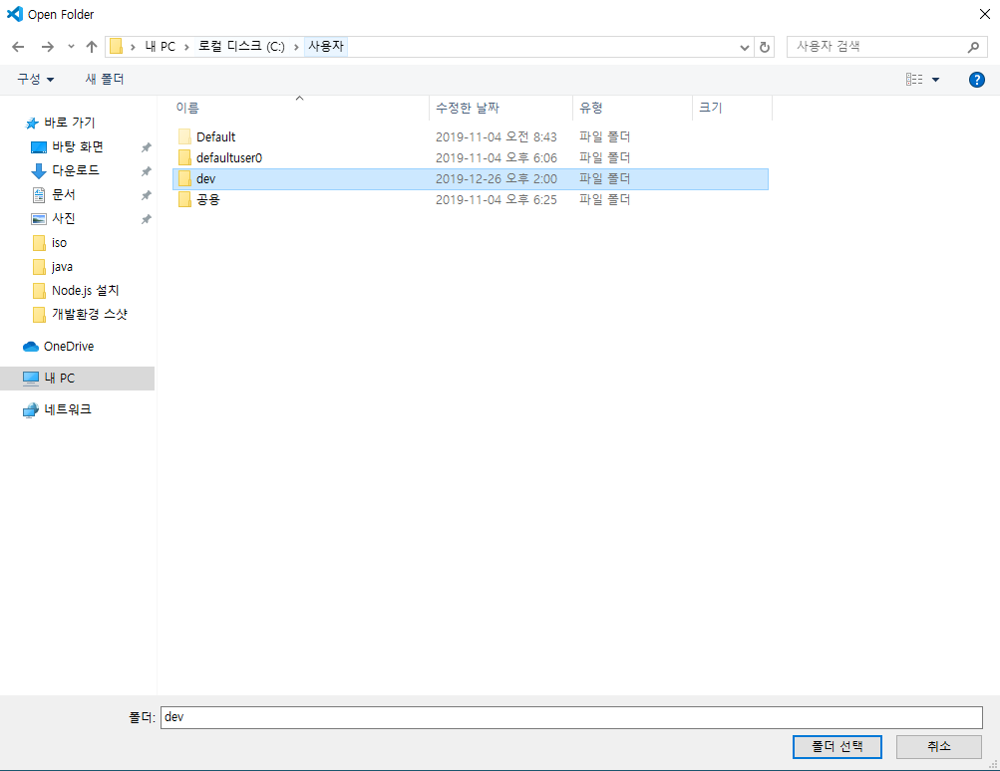 Open Folder
내 PC > 로컬 디스크 (C:) > 사용자
사용자 검색
구성
새 폴더
?
이름 수정한 날짜 유형 크기
바로 가기
바탕 화면
다운로드
문서
사진
iso
java
Node.js 설치
개발환경 스샷
OneDrive
내 PC
네트워크
Default 2019-11-04 오전 8:43 파일 폴더
defaultuser0 2019-11-04 오후 6:06 파일 폴더
dev 2019-12-26 오후 2:00 파일 폴더
공용 2019-11-04 오후 6:25 파일 폴더
폴더: dev
폴더 선택 취소